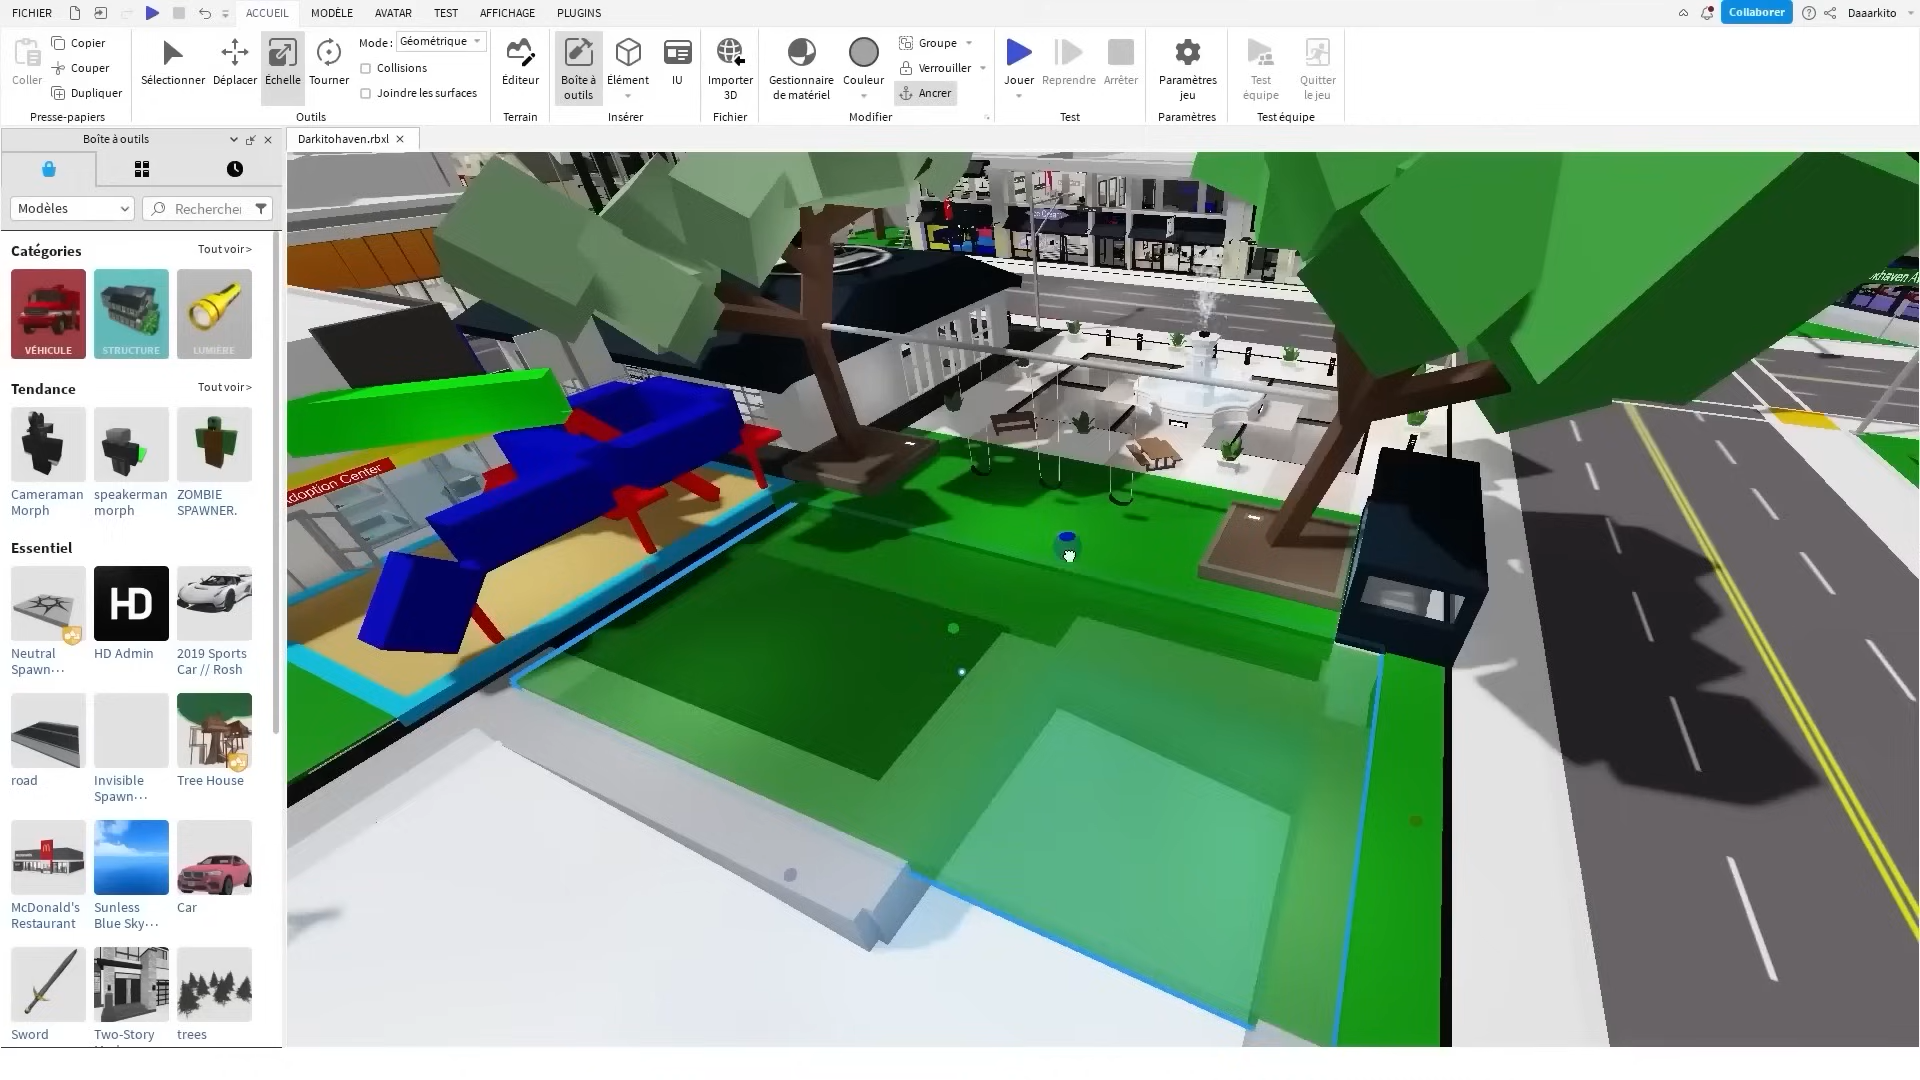 FICHIER
ACCUEIL
MODÈLE
AVATAR
TEST
AFFICHAGE
PLUGINS
Collaborer
Daaarkito
Coller
Copier
Couper
Dupliquer
Presse-papiers
Sélectionner
Déplacer
Échelle
Tourner
Mode :
Géométrique
Collisions
Joindre les surfaces
Outils
Éditeur
Terrain
Boîte à
outils
Élément
IU
Insérer
Importer
3D
Fichier
Gestionnaire
de matériel
Couleur
Groupe
Verrouiller
Ancrer
Modifier
Jouer
Reprendre
Arrêter
Test
Paramètres
jeu
Paramètres
Test
équipe
Quitter
le jeu
Test équipe
Boîte à outils
Darkitohaven.rbxl
Modèles
Recherche
Catégories
Tout voir >
VÉHICULE
STRUCTURE
LUMIÈRE
Tendance
Tout voir >
Cameraman
Morph
speakerman
morph
ZOMBIE
SPAWNER.
Essentiel
Neutral
Spawn...
HD
HD Admin
2019 Sports
Car // Rosh
road
Invisible
Spawn...
Tree House
McDonald's
Restaurant
Sunless
Blue Sky...
Car
Sword
Two-Story
trees
Adoption Center